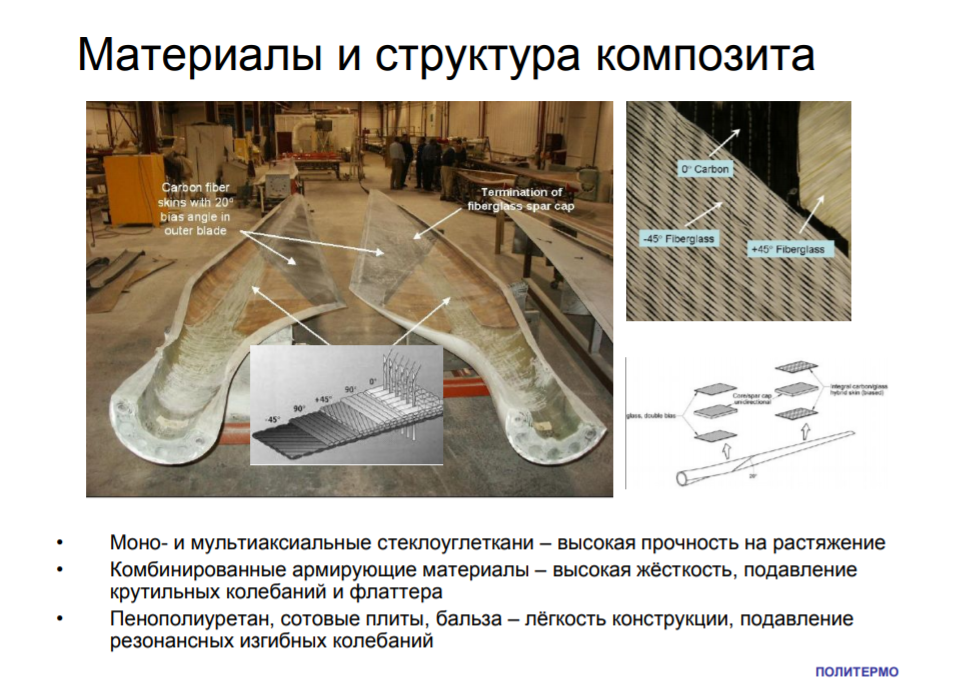 Материалы и структура композита
Carbon fiber
skins with 20°
bias angle in
outer blade
Termination of
fiberglass spar cap
-45°
90°
+45°
90°
0°
0° Carbon
-45° Fiberglass
+45° Fiberglass
glass, double bias
Core/spar cap
unidirectional
Integral carbon/glass
hybrid skin (biased)
20°
• Моно- и мультиаксиальные стеклоуглеткани – высокая прочность на растяжение
• Комбинированные армирующие материалы – высокая жёсткость, подавление
крутильных колебаний и флаттера
• Пенополиуретан, сотовые плиты, бальза – лёгкость конструкции, подавление
резонансных изгибных колебаний
ПОЛИТЕРМО